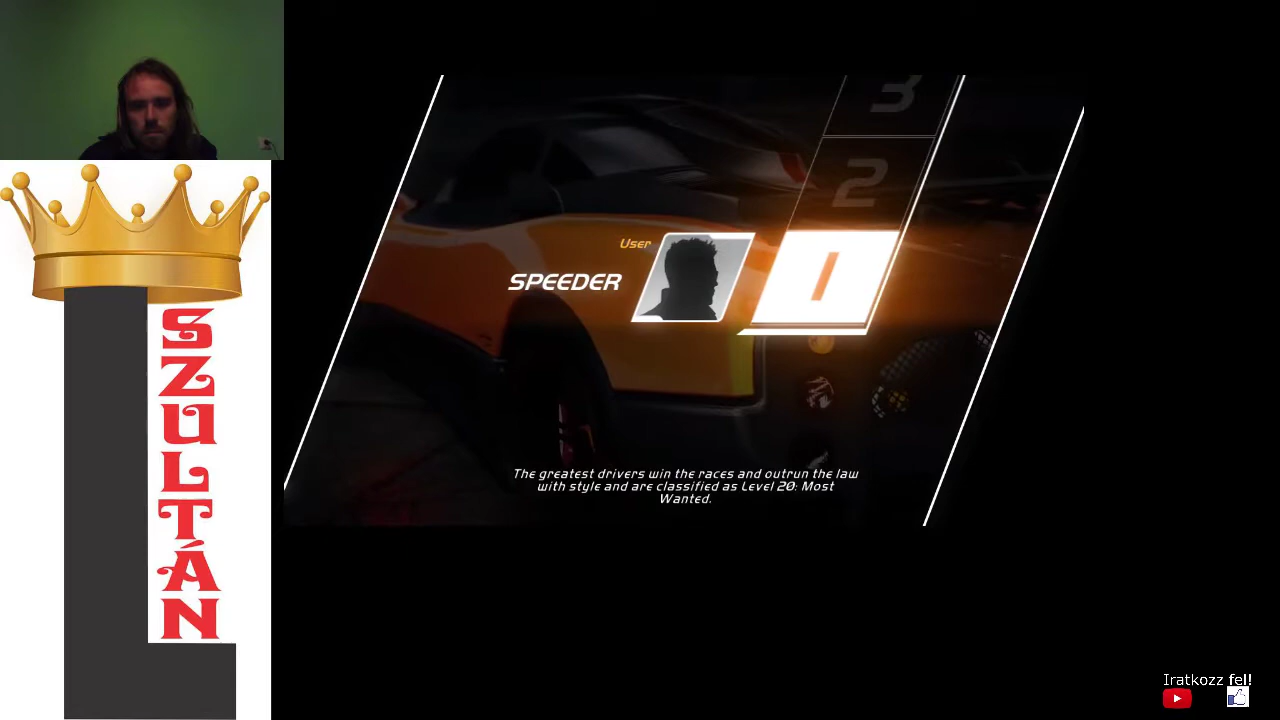 3
2
User
SPEEDER
1
The greatest drivers win the races and outrun the law
with style and are classified as Level 20: Most
Wanted.
L
SZULTÁN
Iratkozz fel!